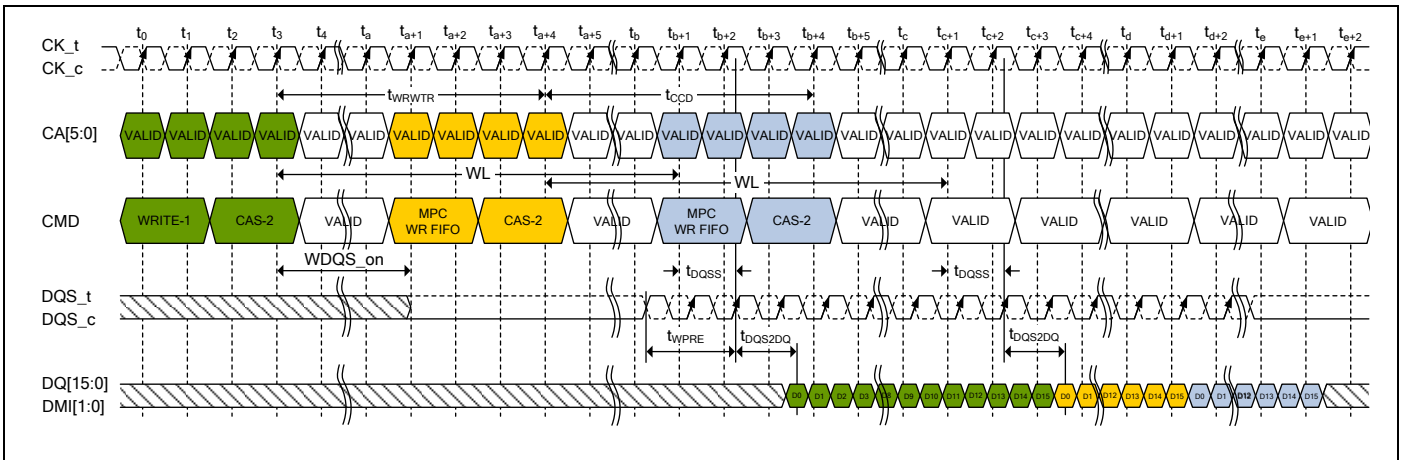 t0 t1 t2 t3 t4 ta ta+1 ta+2 ta+3 ta+4 ta+5 tb tb+1 tb+2 tb+3 tb+4 tb+5 tc tc+1 tc+2 tc+3 tc+4 td td+1 td+2 te te+1 te+2
CK_t
CK_c
tWRWTR tCCD
CA[5:0] VALID VALID VALID VALID VALID VALID VALID VALID VALID VALID VALID VALID VALID VALID VALID VALID VALID VALID VALID VALID VALID VALID VALID VALID VALID VALID VALID VALID
WL WL
CMD WRITE-1 CAS-2 VALID MPC WR FIFO CAS-2 VALID MPC WR FIFO CAS-2 VALID VALID VALID VALID VALID VALID
WDQS_on tDQSS tDQSS
DQS_t
DQS_c
tWPRE tDQS2DQ tDQS2DQ
DQ[15:0] D0 D1 D2 D3 D8 D9 D10 D11 D12 D13 D14 D15 D0 D1 D12 D13 D14 D15 D0 D1 D12 D13 D14 D15
DMI[1:0]